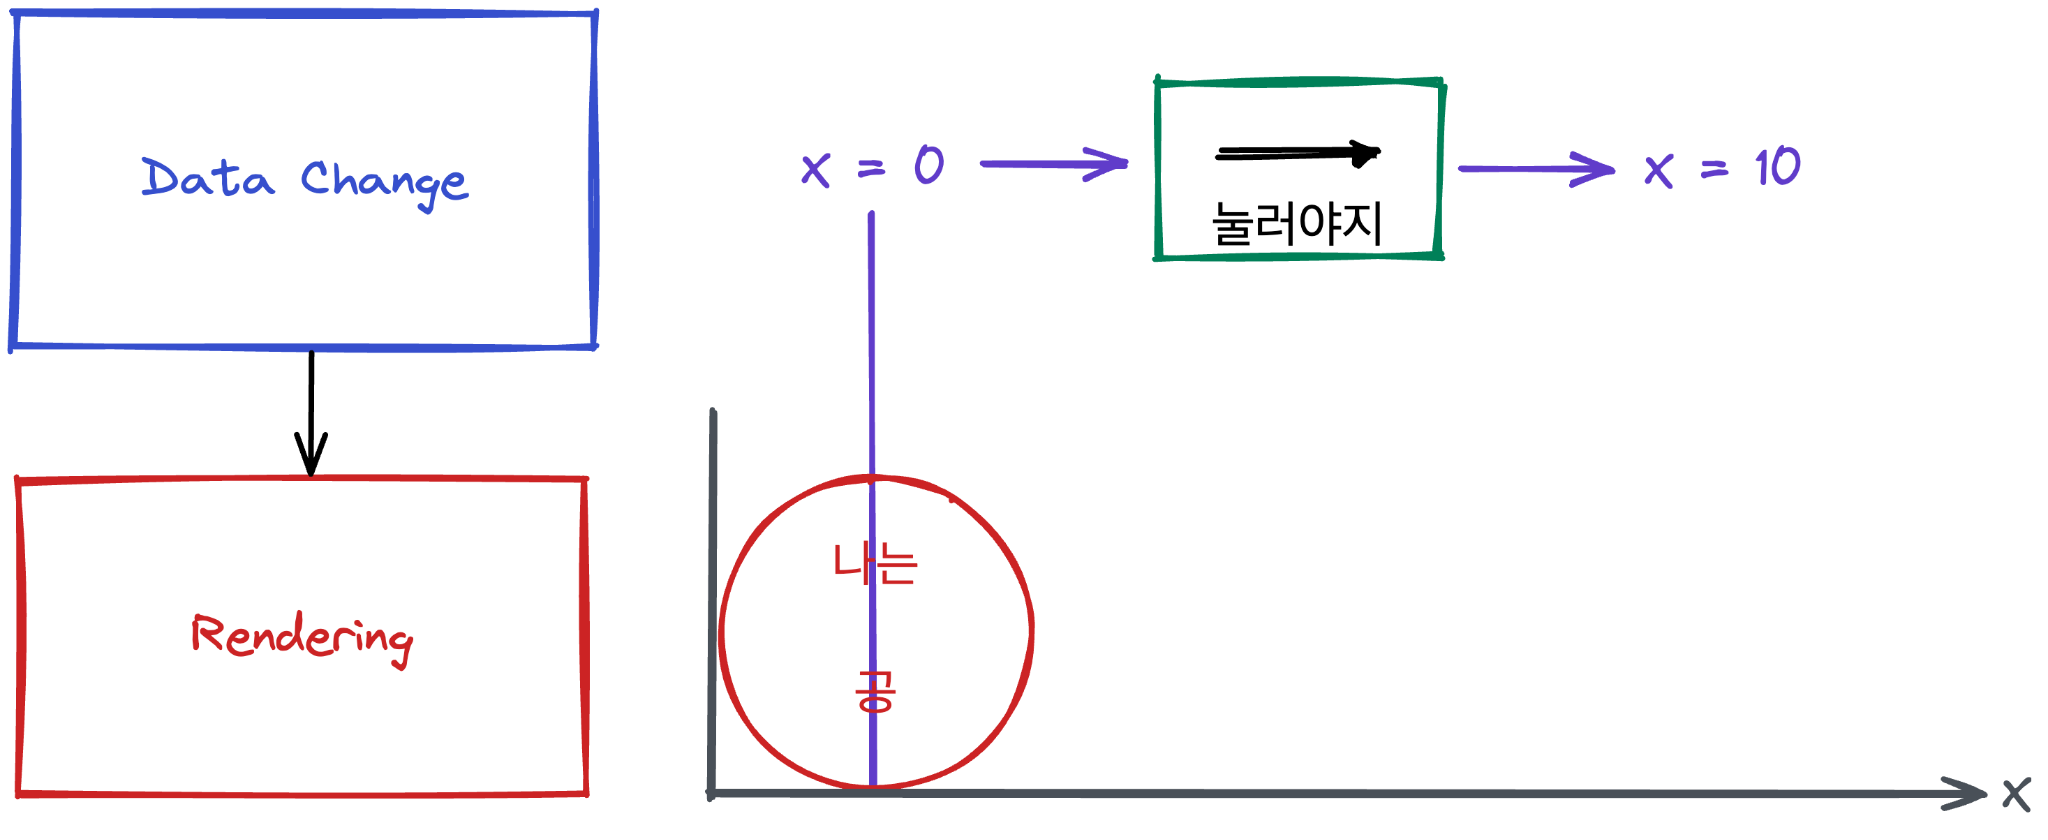 Data Change
Rendering
x = 0
눌러야지
x = 10
나는
공
x